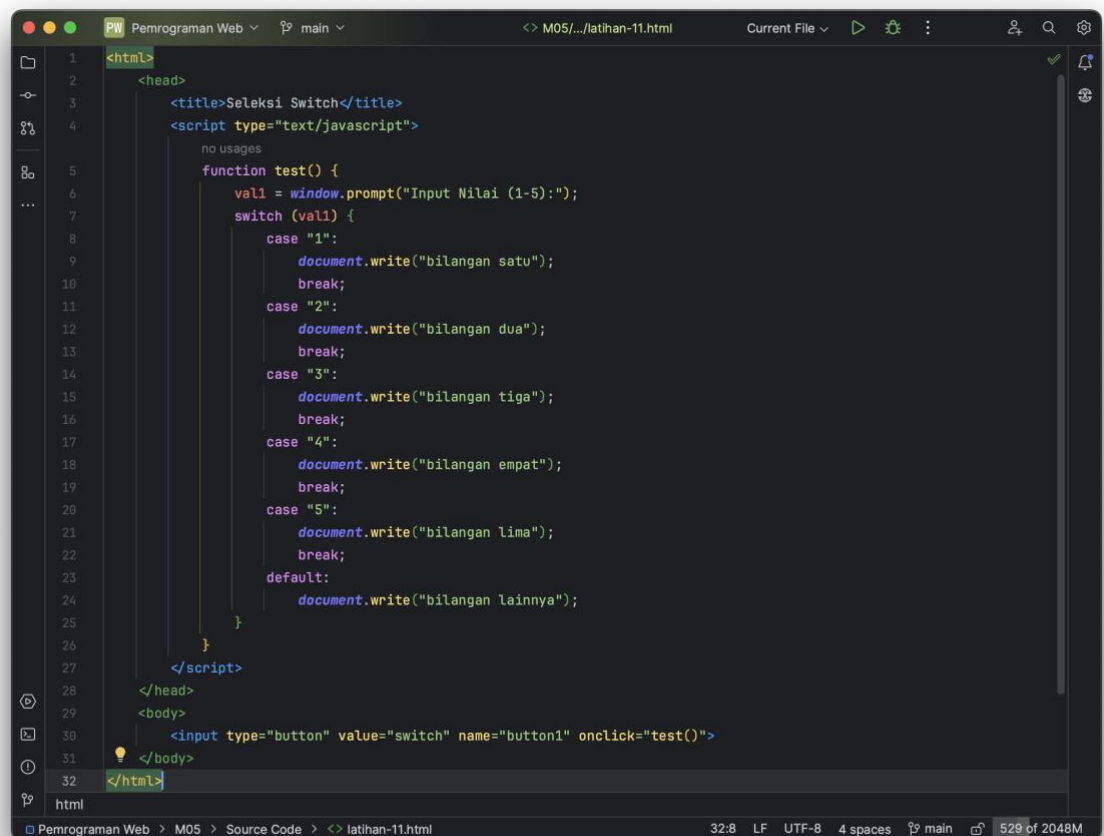 PW Pemrograman Web main <> M05/.../latihan-11.html Current File
1 <html>
2 <head>
3 <title>Seleksi Switch</title>
4 <script type="text/javascript">
no usages
5 function test() {
6 val1 = window.prompt("Input Nilai (1-5):");
7 switch (val1) {
8 case "1":
9 document.write("bilangan satu");
10 break;
11 case "2":
12 document.write("bilangan dua");
13 break;
14 case "3":
15 document.write("bilangan tiga");
16 break;
17 case "4":
18 document.write("bilangan empat");
19 break;
20 case "5":
21 document.write("bilangan lima");
22 break;
23 default:
24 document.write("bilangan lainnya");
25 }
26 }
27 </script>
28 </head>
29 <body>
30 <input type="button" value="switch" name="button1" onclick="test()">
31 </body>
32 </html>
html
Pemrograman Web > M05 > Source Code > <> latihan-11.html 32:8 LF UTF-8 4 spaces main 529 of 2048M